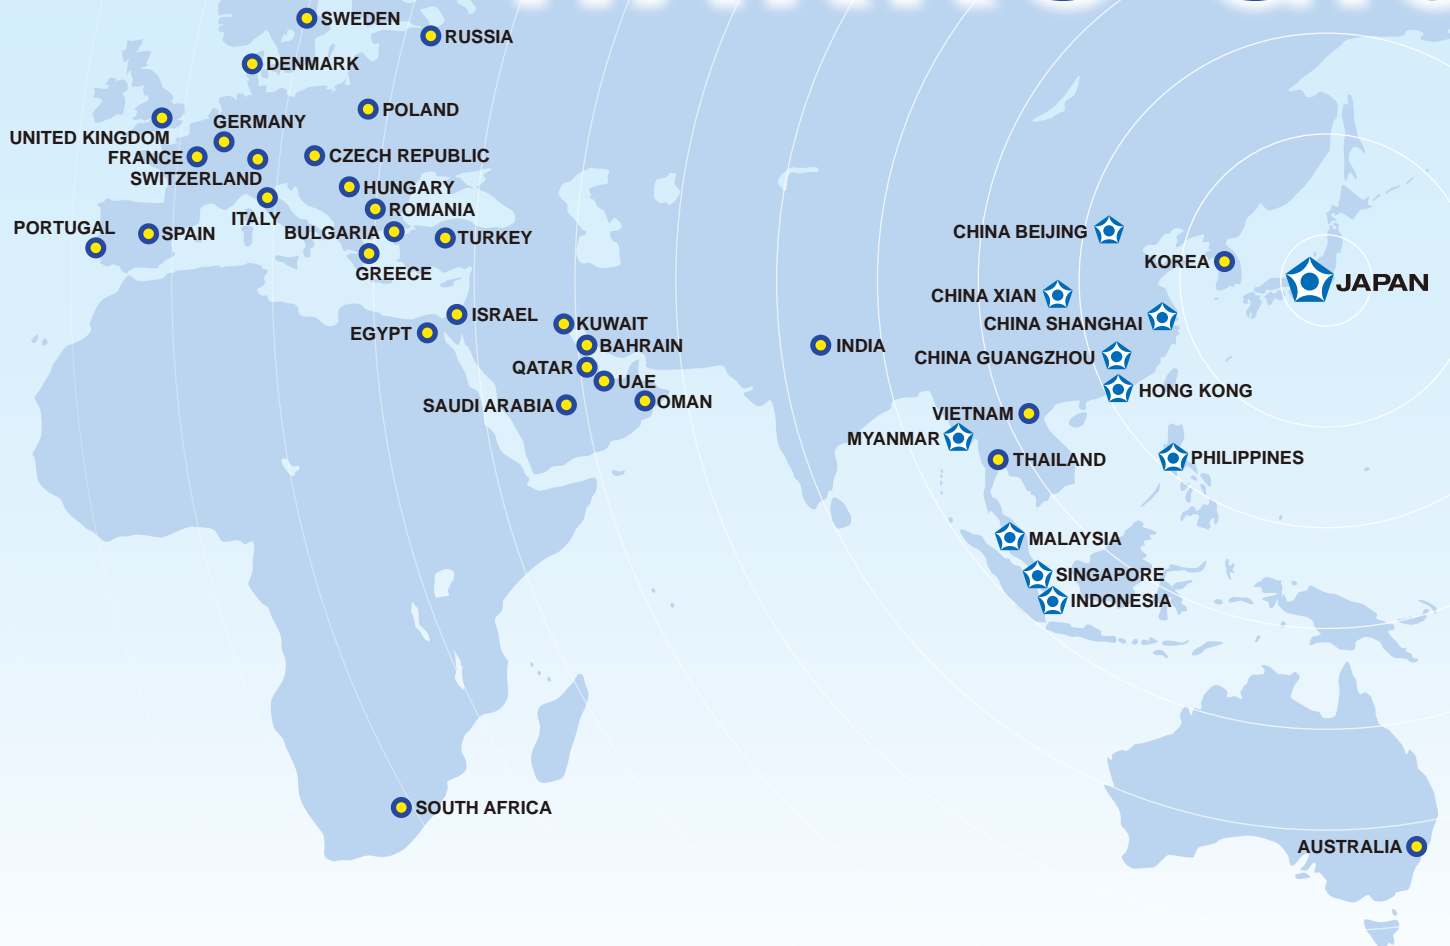 SWEDEN
RUSSIA
DENMARK
POLAND
GERMANY
UNITED KINGDOM
FRANCE
CZECH REPUBLIC
SWITZERLAND
HUNGARY
ROMANIA
ITALY
PORTUGAL
SPAIN
BULGARIA
TURKEY
GREECE
CHINA BEIJING
KOREA
JAPAN
CHINA XIAN
ISRAEL
KUWAIT
CHINA SHANGHAI
EGYPT
BAHRAIN
INDIA
CHINA GUANGZHOU
QATAR
UAE
HONG KONG
SAUDI ARABIA
OMAN
VIETNAM
MYANMAR
THAILAND
PHILIPPINES
MALAYSIA
SINGAPORE
INDONESIA
SOUTH AFRICA
AUSTRALIA